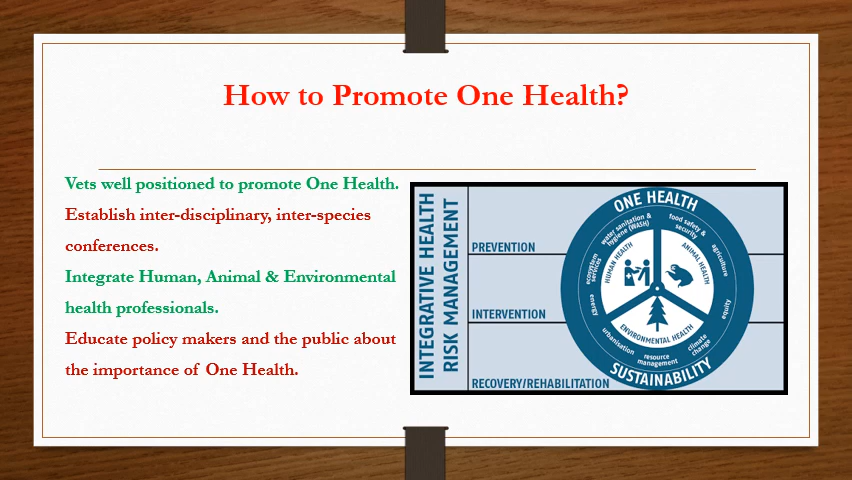 How to Promote One Health?
Vets well positioned to promote One Health.
Establish inter-disciplinary, inter-species
conferences.
Integrate Human, Animal & Environmental
health professionals.
Educate policy makers and the public about
the importance of One Health.
INTEGRATIVE HEALTH
RISK MANAGEMENT
PREVENTION
INTERVENTION
RECOVERY/REHABILITATION
ONE HEALTH
water sanitation &
hygiene (WASH)
food safety &
security
agriculture
equity
climate
change
resource
management
urbanisation
energy
ecosystem
services
HUMAN HEALTH
ANIMAL HEALTH
ENVIRONMENTAL HEALTH
SUSTAINABILITY